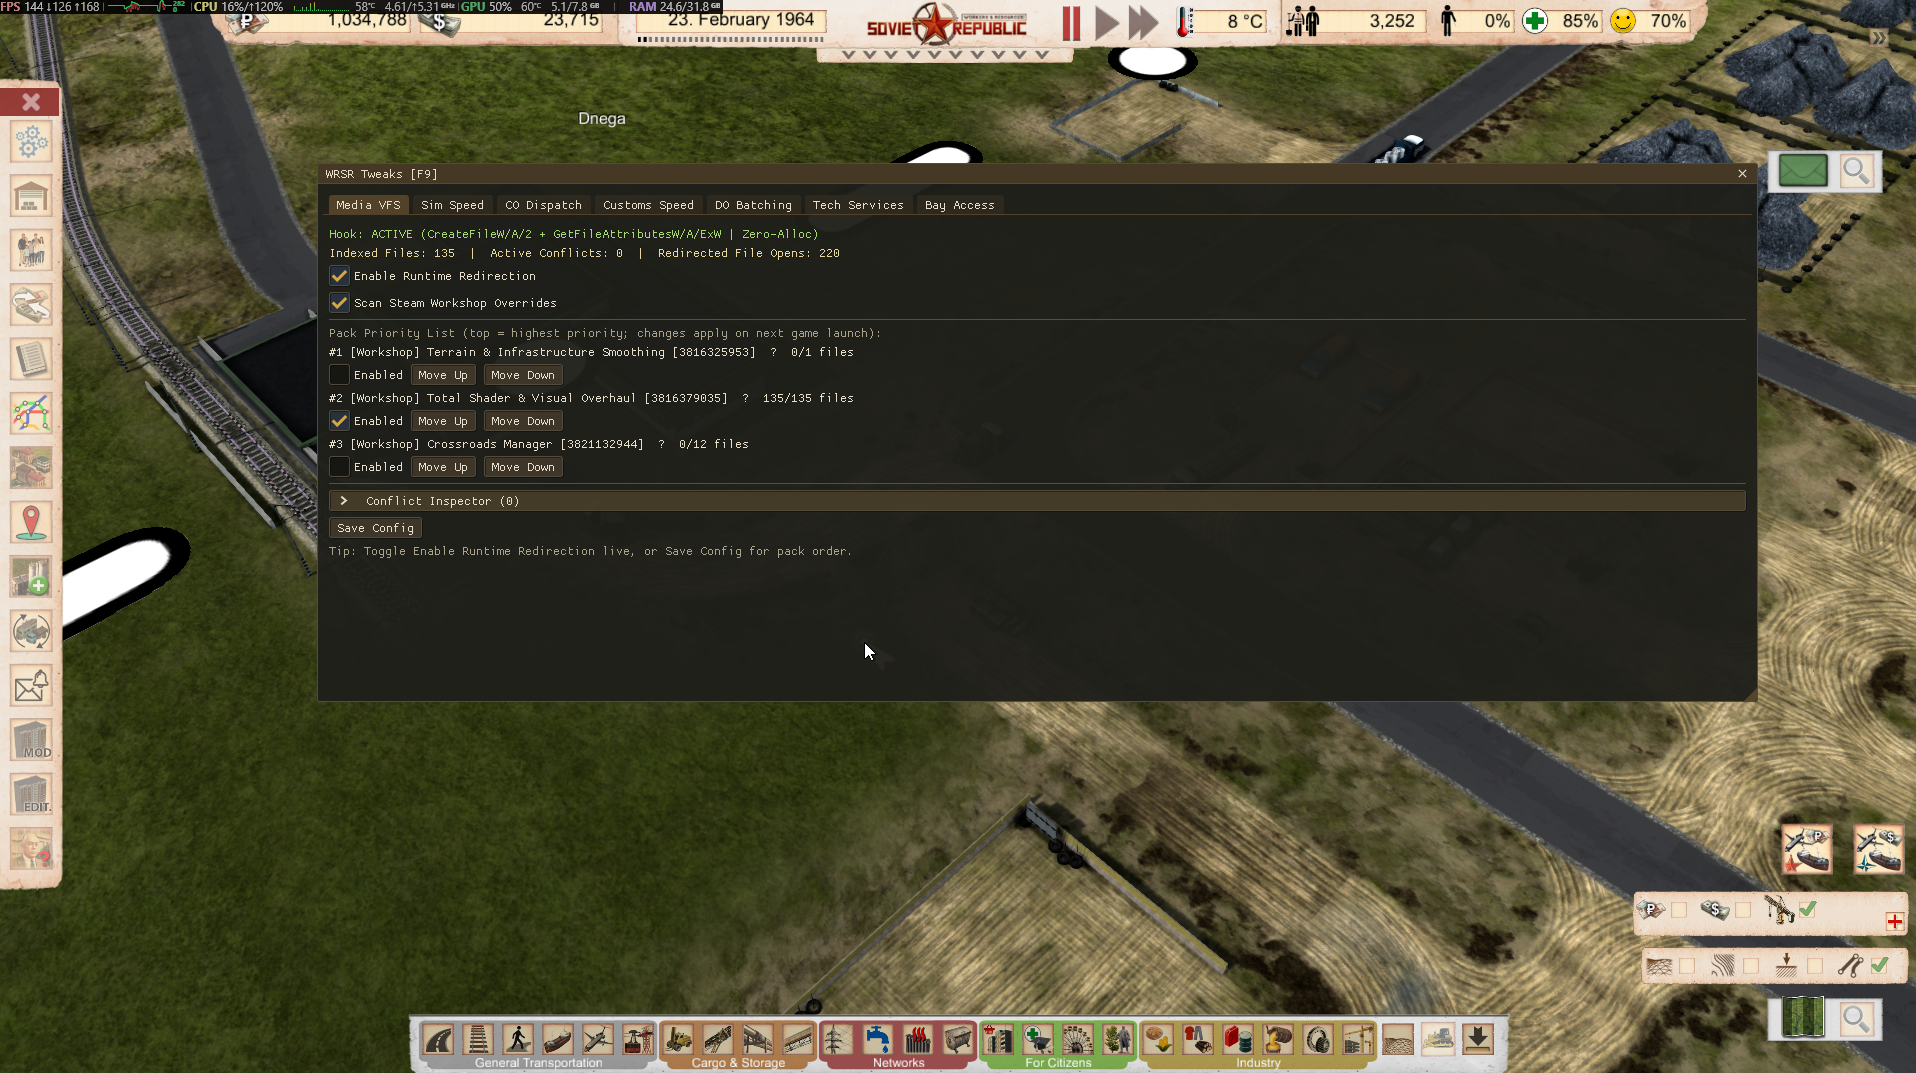 FPS 144 ↓126 ↑168 CPU 16%/↑120% 58°C 4.61/↑5.31 GHz GPU 50% 60°C 5.1/7.8 GB RAM 24.6/31.8 GB
1,034,788 23,715 23. February 1964 WORKERS & RESOURCES SOVIET REPUBLIC 8 °C 3,252 0% 85% 70%
Dnega
WRSR Tweaks [F9]
Media VFS Sim Speed CO Dispatch Customs Speed DO Batching Tech Services Bay Access
Hook: ACTIVE (CreateFileW/A/2 + GetFileAttributesW/A/ExW | Zero-Alloc)
Indexed Files: 135 | Active Conflicts: 0 | Redirected File Opens: 220
Enable Runtime Redirection
Scan Steam Workshop Overrides
Pack Priority List (top = highest priority; changes apply on next game launch):
#1 [Workshop] Terrain & Infrastructure Smoothing [3816325953] ? 0/1 files
Enabled Move Up Move Down
#2 [Workshop] Total Shader & Visual Overhaul [3816379035] ? 135/135 files
Enabled Move Up Move Down
#3 [Workshop] Crossroads Manager [3821132944] ? 0/12 files
Enabled Move Up Move Down
Conflict Inspector (0)
Save Config
Tip: Toggle Enable Runtime Redirection live, or Save Config for pack order.
MOD
EDIT.
General Transportation Cargo & Storage Networks For Citizens Industry